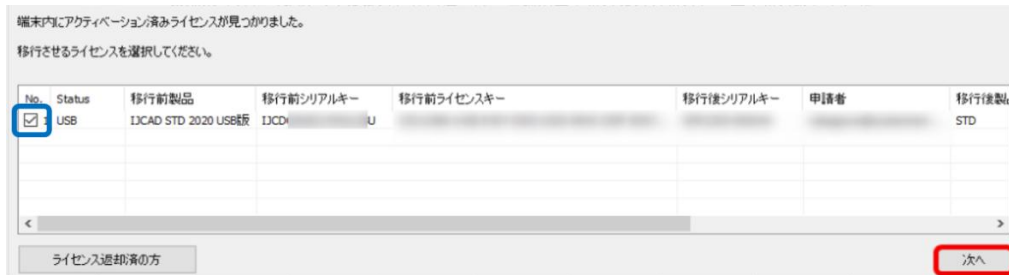 端末内にアクティベーション済みライセンスが見つかりました。
移行させるライセンスを選択してください。
No. Status 移行前製品 移行前シリアルキー 移行前ライセンスキー 移行後シリアルキー 申請者 移行後製
1 USB IJCAD STD 2020 USB版 IJCD U STD
ライセンス返却済の方 次へ